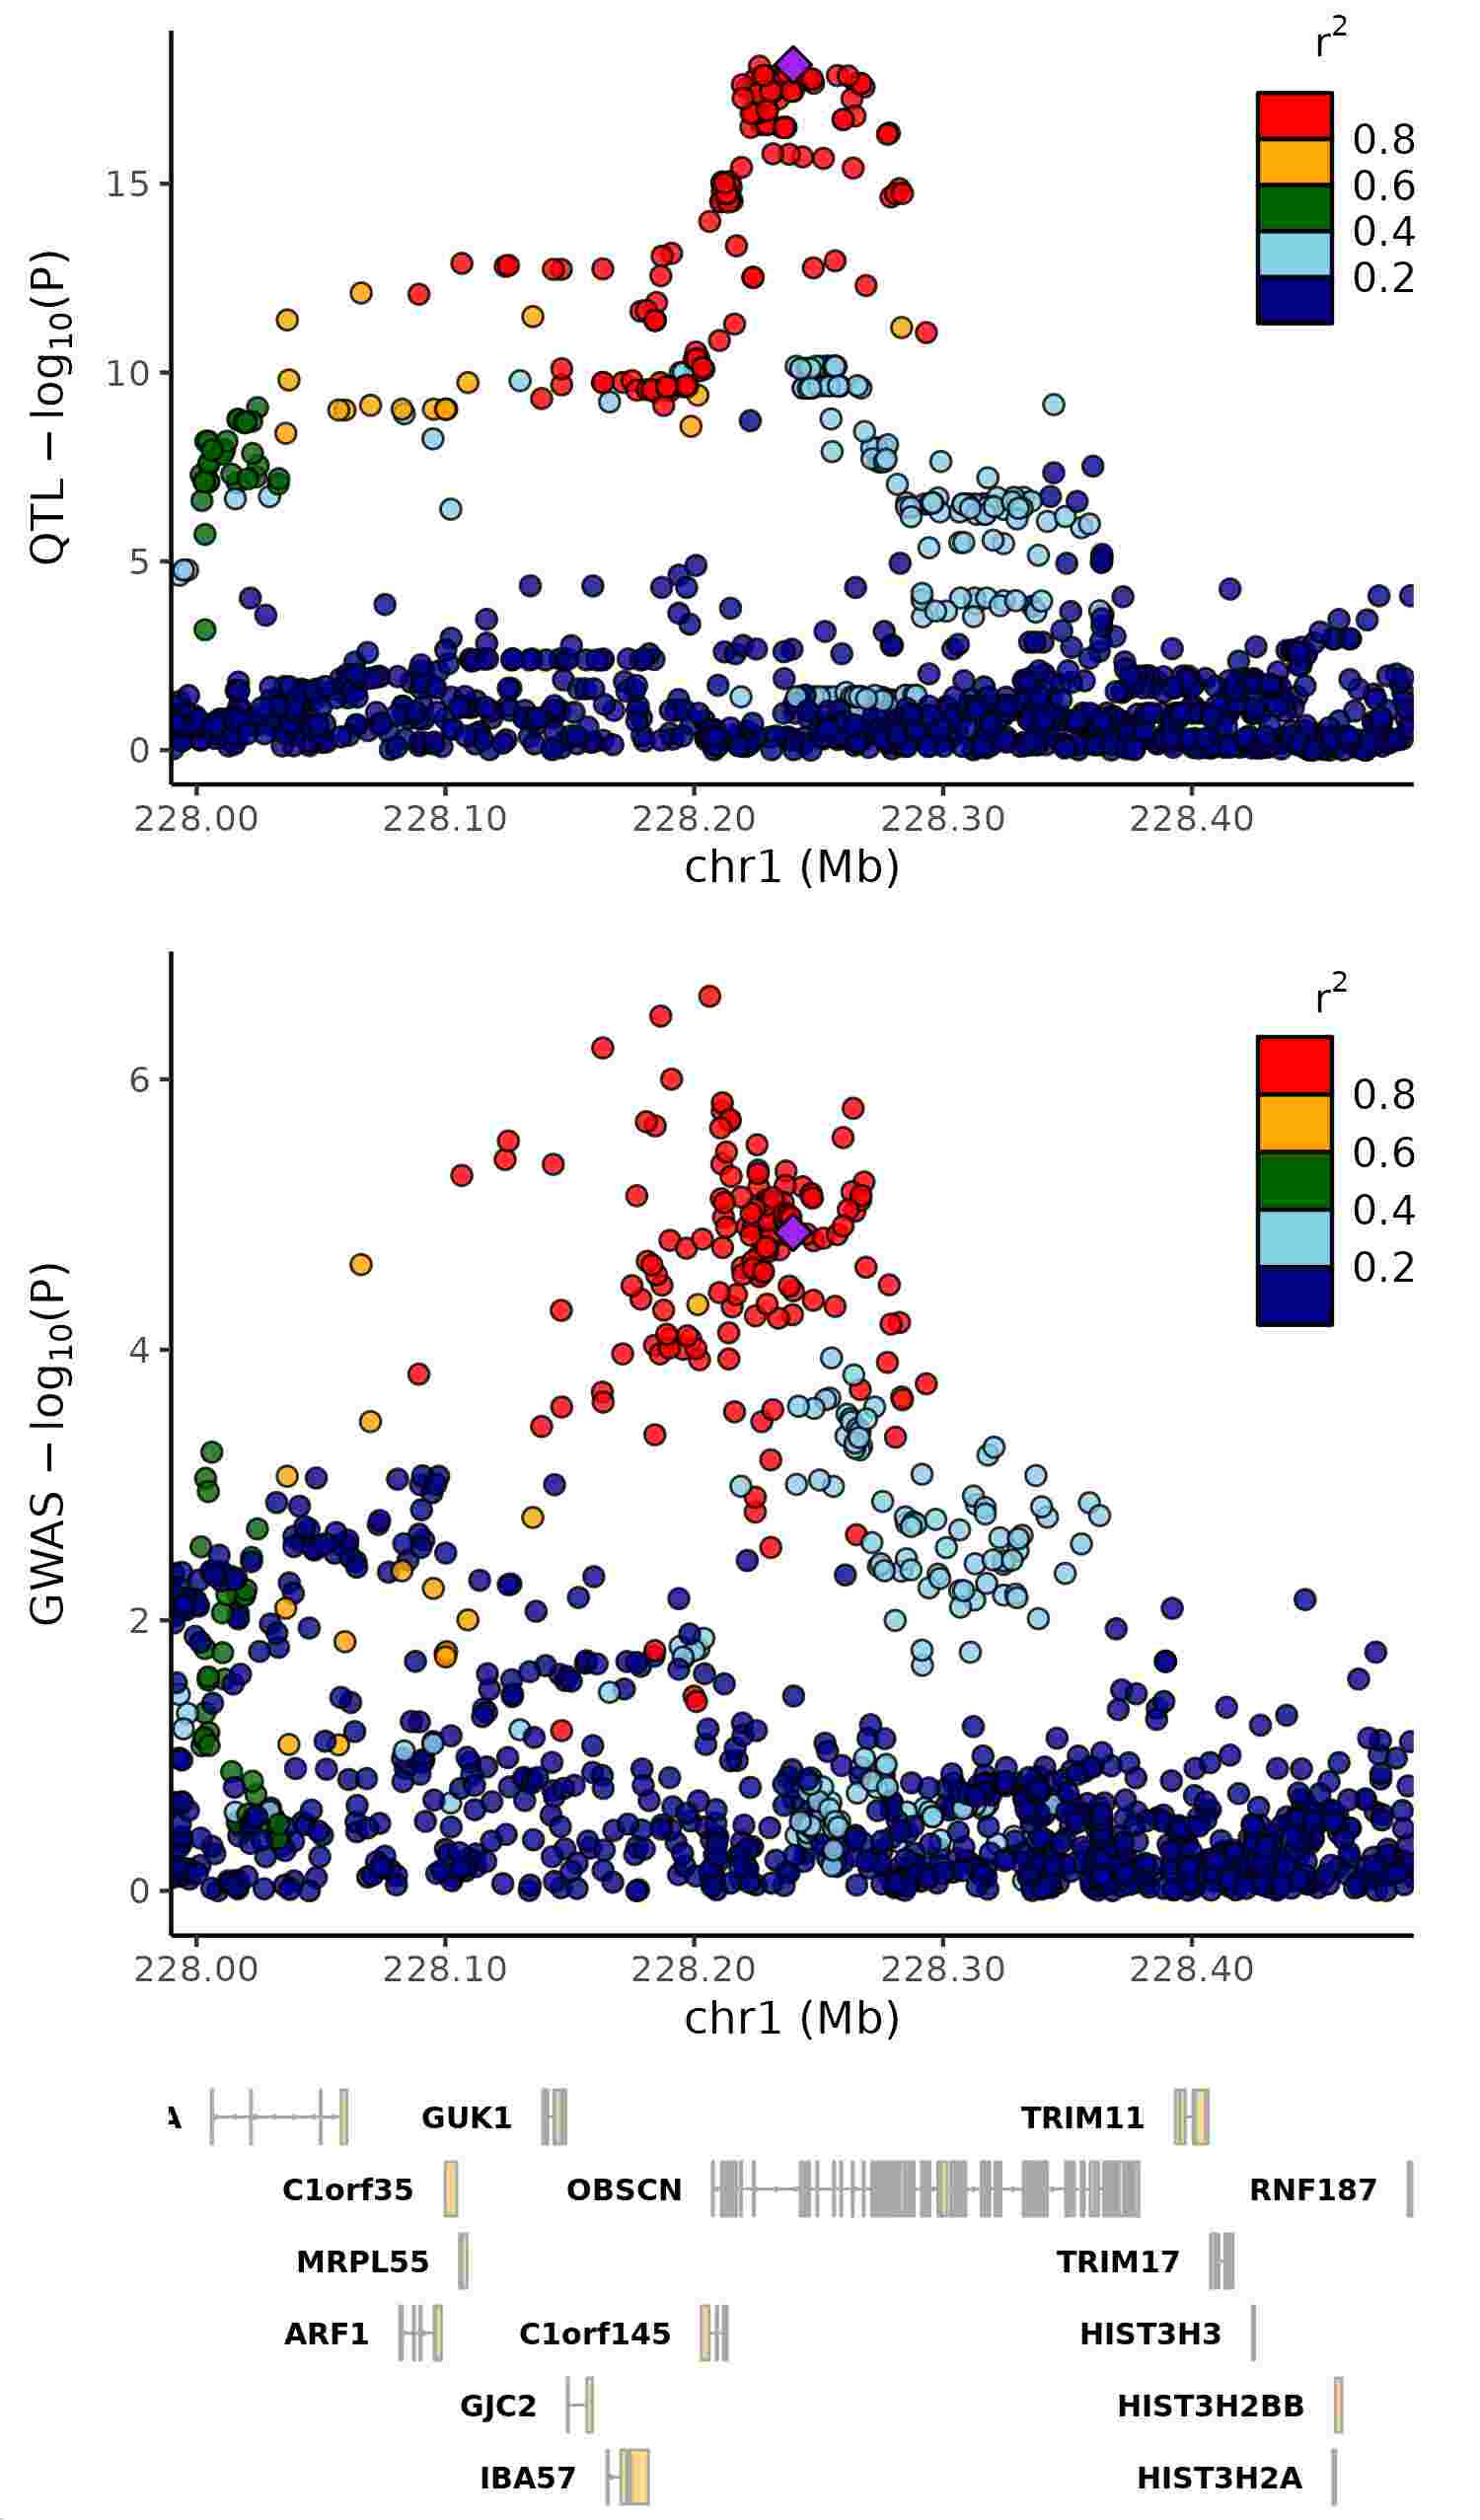 r²
0.8
0.6
0.4
0.2
15
10
5
0
QTL −log₁₀(P)
228.00 228.10 228.20 228.30 228.40
chr1 (Mb)
r²
0.8
0.6
0.4
0.2
6
4
2
0
GWAS −log₁₀(P)
228.00 228.10 228.20 228.30 228.40
chr1 (Mb)
A GUK1 TRIM11
C1orf35 OBSCN RNF187
MRPL55 TRIM17
ARF1 C1orf145 HIST3H3
GJC2 HIST3H2BB
IBA57 HIST3H2A